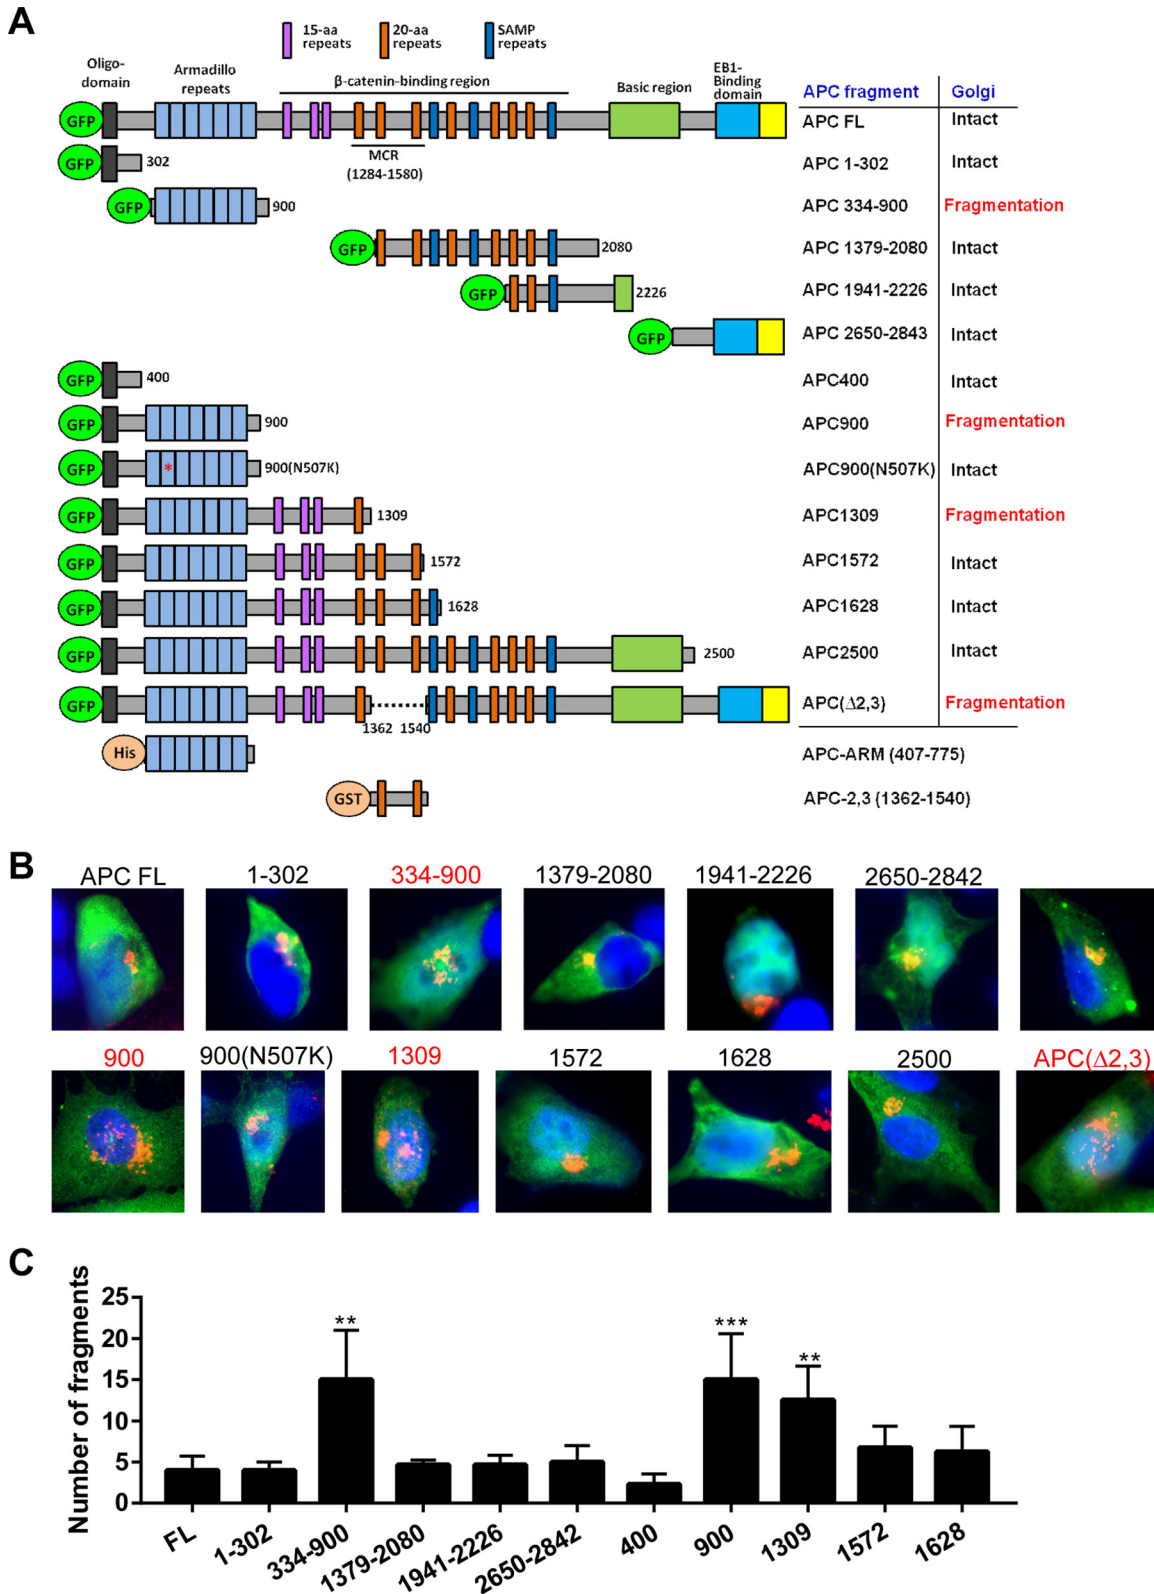 A
15-aa
repeats
20-aa
repeats
SAMP
repeats
Oligo-
domain
Armadillo
repeats
β-catenin-binding region
Basic region
EB1-
Binding
domain
APC fragment
Golgi
GFP
APC FL
Intact
MCR
(1284-1580)
GFP
302
APC 1-302
Intact
GFP
900
APC 334-900
Fragmentation
GFP
2080
APC 1379-2080
Intact
GFP
2226
APC 1941-2226
Intact
GFP
APC 2650-2843
Intact
GFP
400
APC400
Intact
GFP
900
APC900
Fragmentation
GFP
*
900(N507K)
APC900(N507K)
Intact
GFP
1309
APC1309
Fragmentation
GFP
1572
APC1572
Intact
GFP
1628
APC1628
Intact
GFP
2500
APC2500
Intact
GFP
1362 1540
APC(Δ2,3)
Fragmentation
His
APC-ARM (407-775)
GST
APC-2,3 (1362-1540)
B
APC FL
1-302
334-900
1379-2080
1941-2226
2650-2842
900
900(N507K)
1309
1572
1628
2500
APC(Δ2,3)
C
Number of fragments
25
20
15
10
5
0
**
***
**
FL
1-302
334-900
1379-2080
1941-2226
2650-2842
400
900
1309
1572
1628